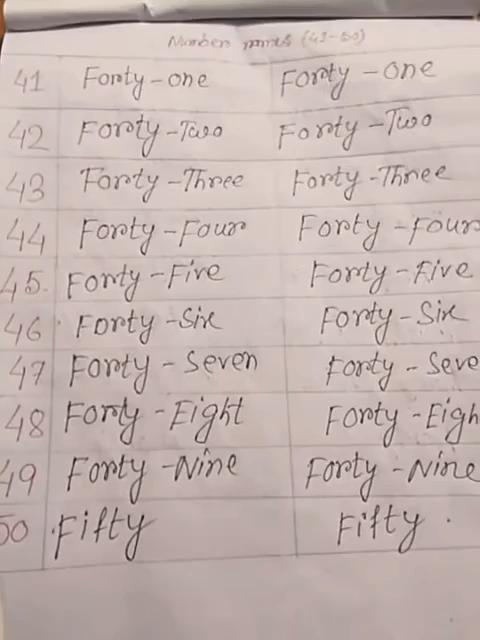 Number names (41-50)
41 Forty-one Forty-one
42 Forty-Two Forty-Two
43 Forty-Three Forty-Three
44 Forty-Four Forty-Four
45. Forty-Five Forty-Five
46 Forty-Six Forty-Six
47 Forty-Seven Forty-Seve
48 Forty-Eight Forty-Eigh
49 Forty-Nine Forty-Nine
50 Fifty Fifty.